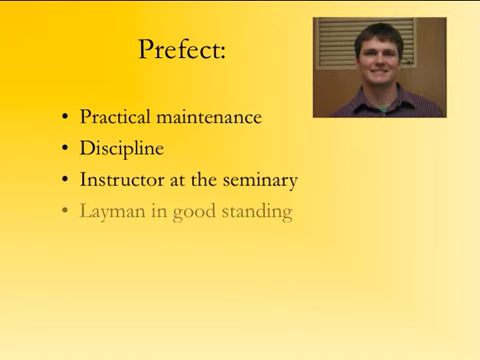 Prefect:
• Practical maintenance
• Discipline
• Instructor at the seminary
• Layman in good standing